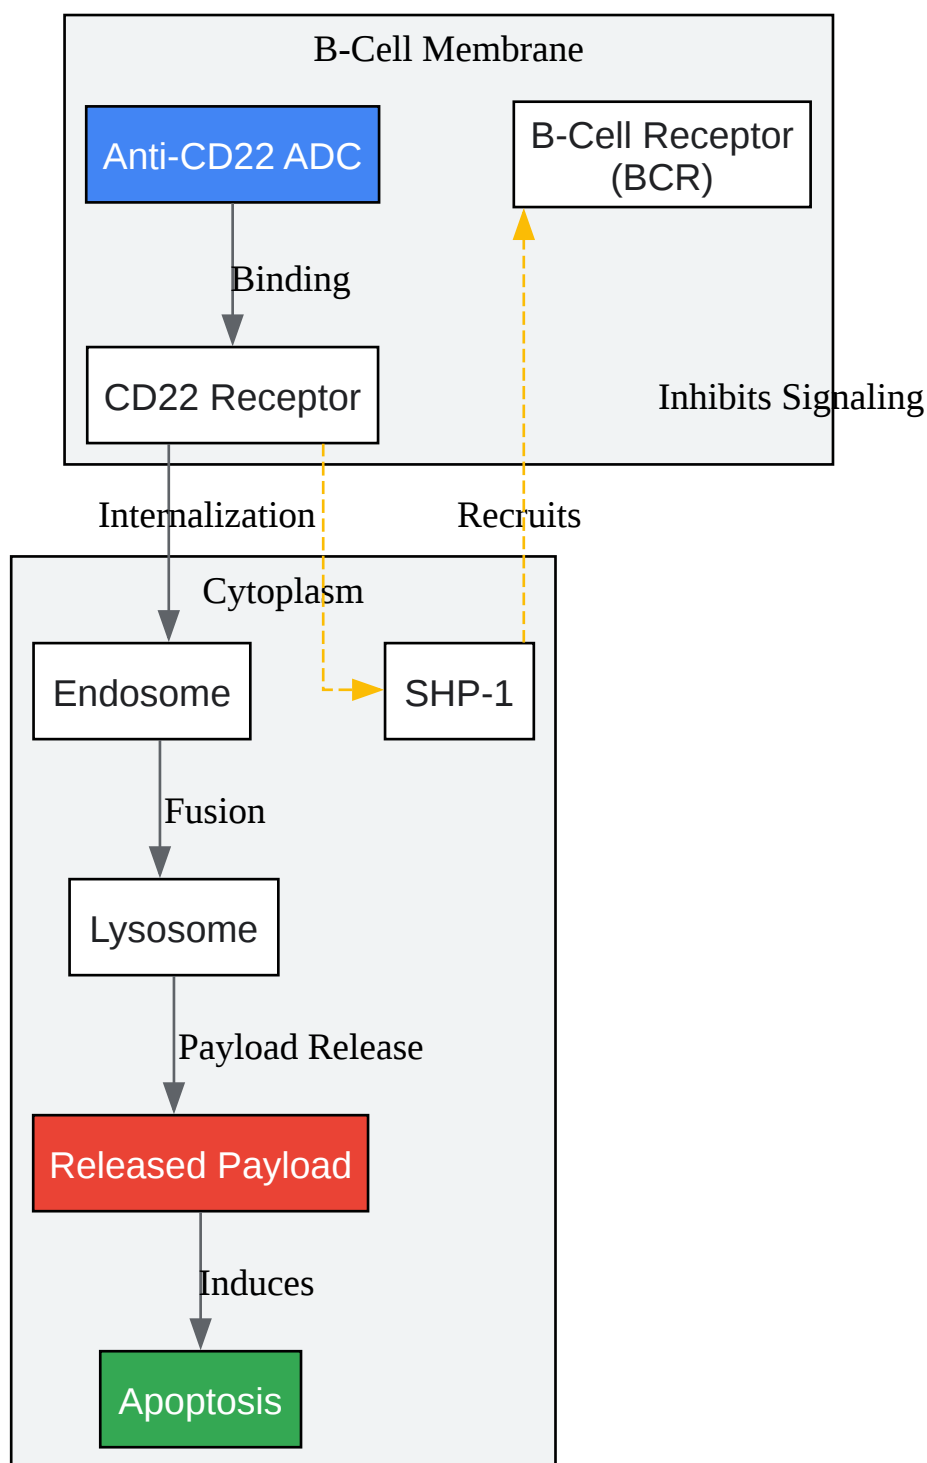 B-Cell Membrane
Anti-CD22 ADC
B-Cell Receptor
(BCR)
Binding
CD22 Receptor
Inhibits Signaling
Internalization
Recruits
Cytoplasm
Endosome
SHP-1
Fusion
Lysosome
Payload Release
Released Payload
Induces
Apoptosis